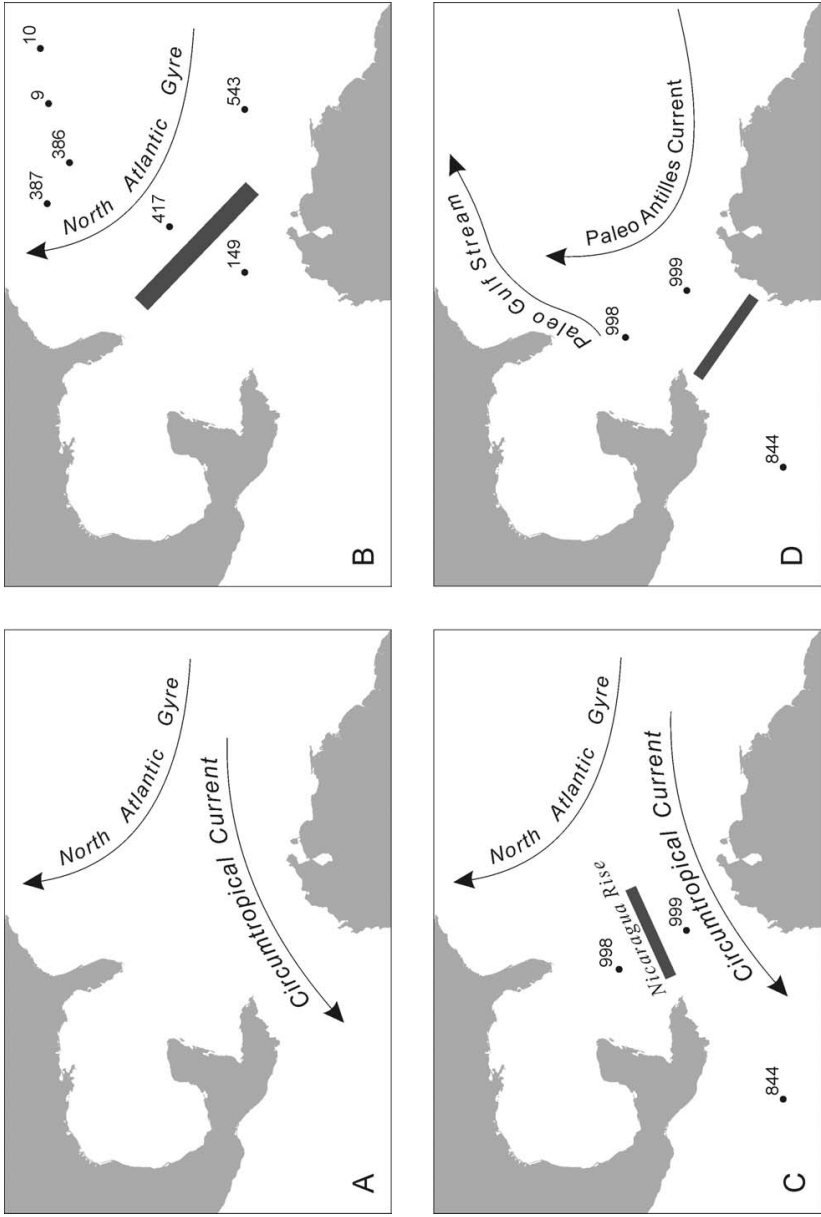 A
North Atlantic Gyre
Circumtropical Current
B
10
9
386
387
North Atlantic Gyre
543
417
149
C
North Atlantic Gyre
Circumtropical Current
Nicaragua Rise
998
999
844
D
Paleo Gulf Stream
Paleo Antilles Current
998
999
844